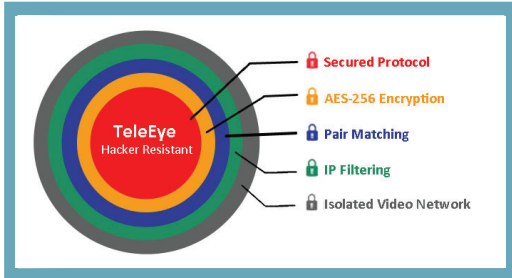 TeleEye
Hacker Resistant
Secured Protocol
AES-256 Encryption
Pair Matching
IP Filtering
Isolated Video Network